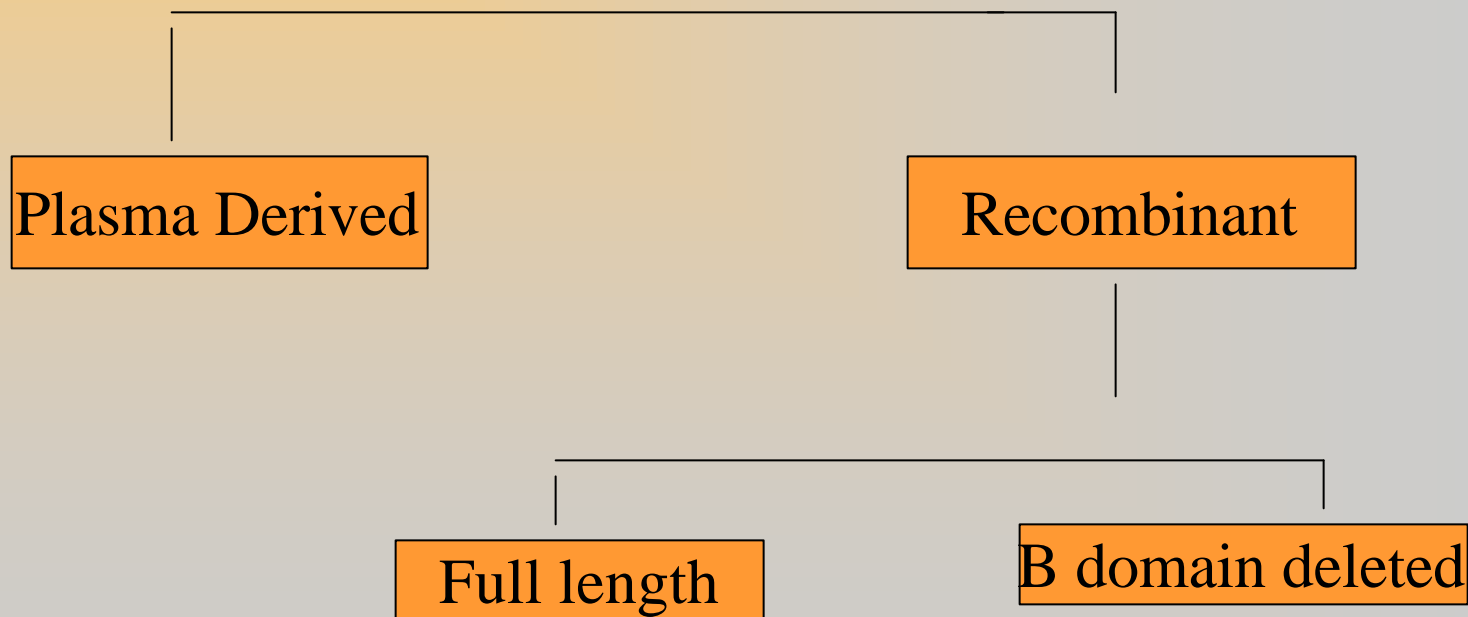 Plasma Derived
Recombinant
Full length
B domain deleted